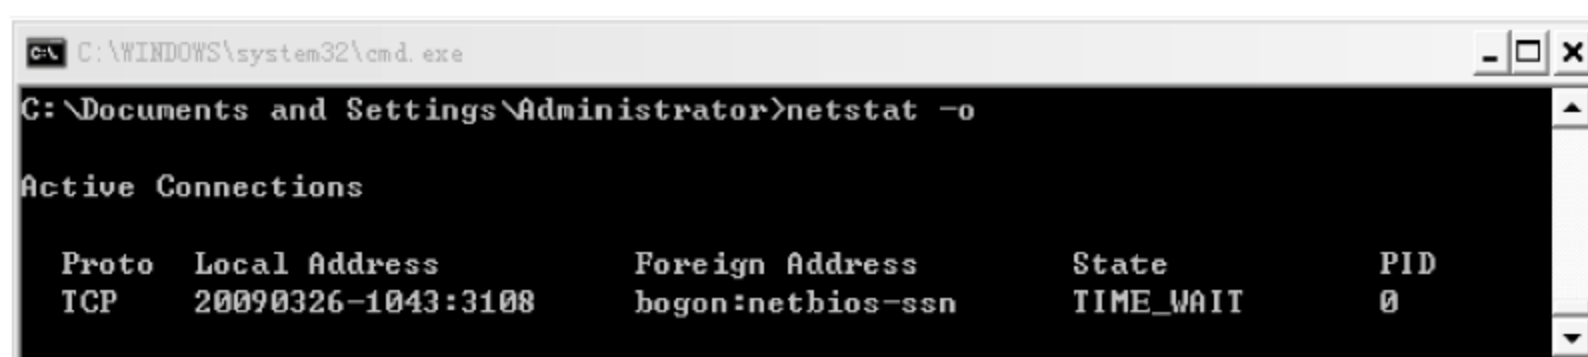 C:\WINDOWS\system32\cmd.exe
C:\Documents and Settings\Administrator>netstat -o
Active Connections
Proto Local Address Foreign Address State PID
TCP 20090326-1043:3108 bogon:netbios-ssn TIME_WAIT 0